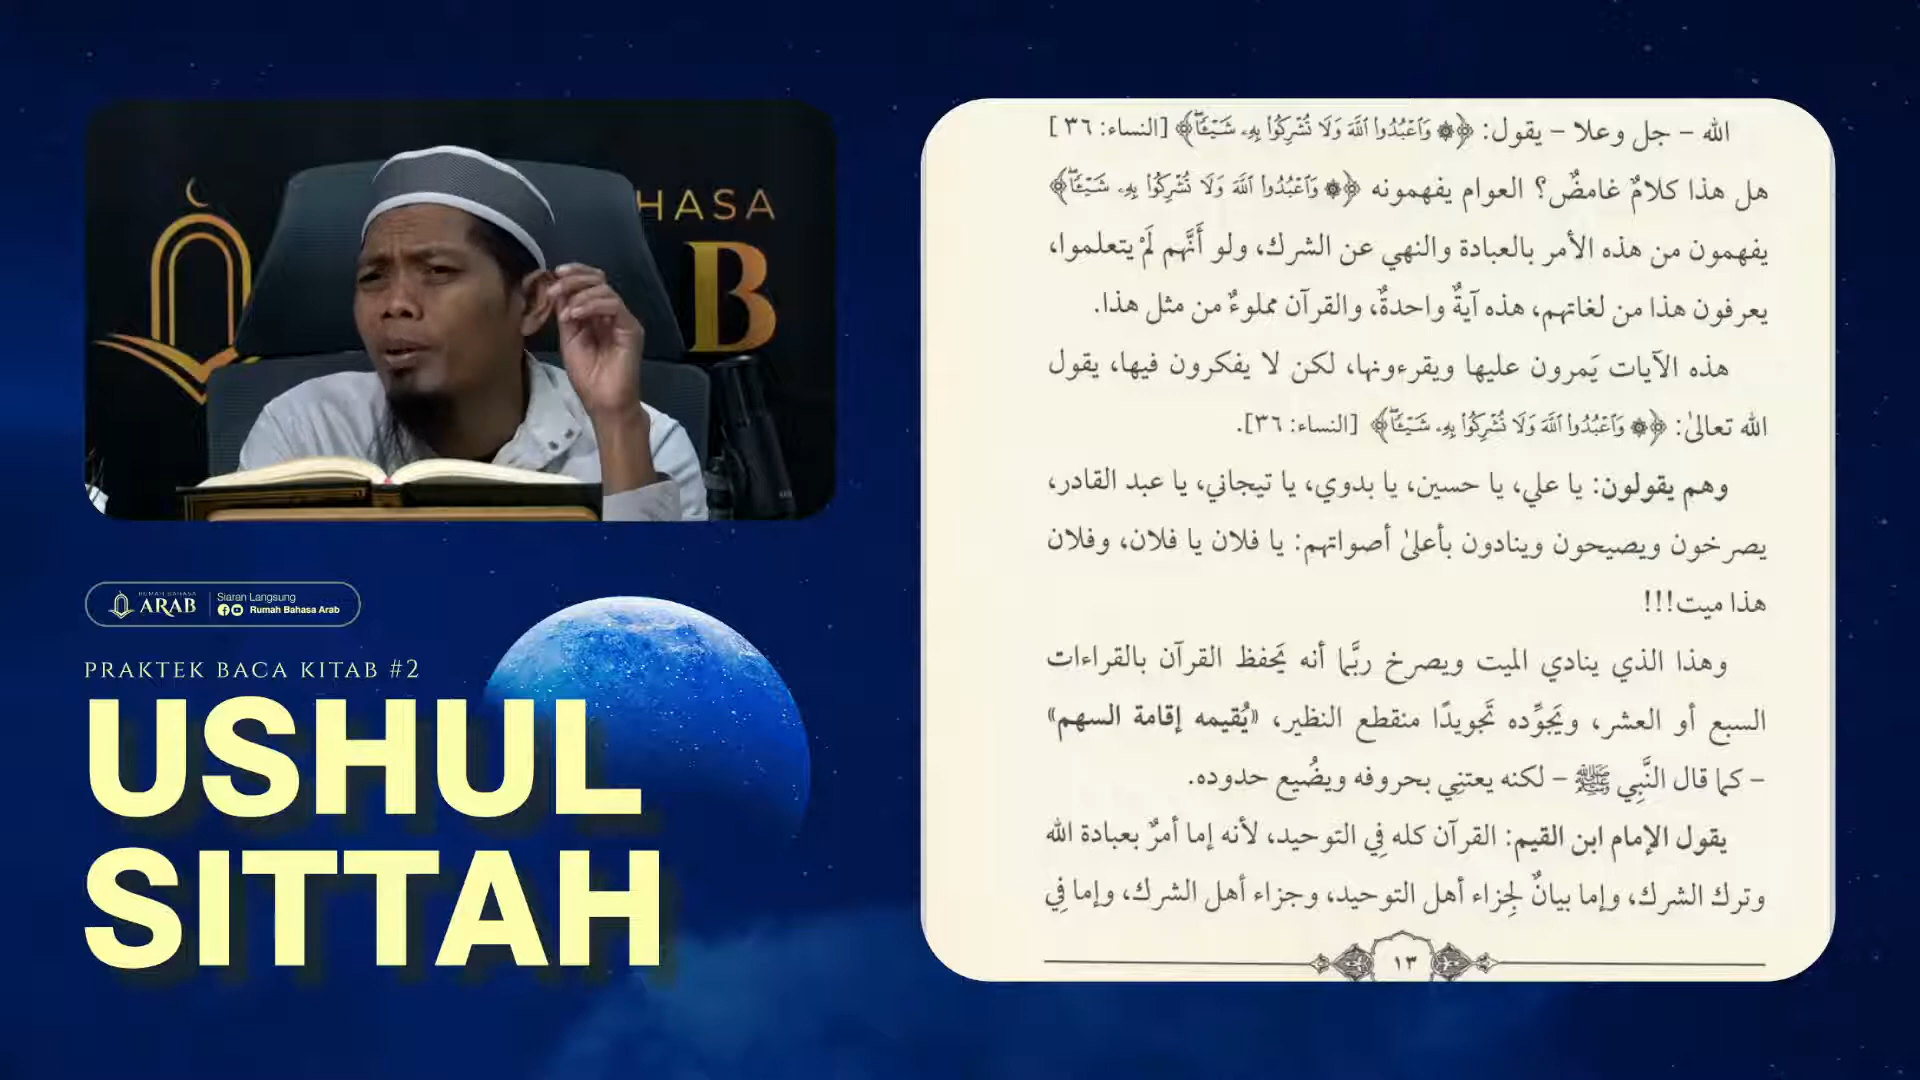 HASA
B
RUMAH BAHASA
ARAB
Siaran Langsung
Rumah Bahasa Arab
PRAKTEK BACA KITAB #2
USHUL
SITTAH
الله – جل وعلا – يقول: ﴿۞ وَٱعۡبُدُواْ ٱللَّهَ وَلَا تُشۡرِكُواْ بِهِۦ شَيۡـٔٗاۖ﴾ [النساء: ٣٦]
هل هذا كلامٌ غامضٌ؟ العوام يفهمونه ﴿۞ وَٱعۡبُدُواْ ٱللَّهَ وَلَا تُشۡرِكُواْ بِهِۦ شَيۡـٔٗاۖ﴾
يفهمون من هذه الأمر بالعبادة والنهي عن الشرك، ولو أَنَّهم لَمْ يتعلموا،
يعرفون هذا من لغاتهم، هذه آيةٌ واحدةٌ، والقرآن مملوءٌ من مثل هذا.
هذه الآيات يَمرون عليها ويقرءونها، لكن لا يفكرون فيها، يقول
الله تعالىٰ: ﴿۞ وَٱعۡبُدُواْ ٱللَّهَ وَلَا تُشۡرِكُواْ بِهِۦ شَيۡـٔٗاۖ﴾ [النساء: ٣٦].
وهم يقولون: يا علي، يا حسين، يا بدوي، يا تيجاني، يا عبد القادر،
يصرخون ويصيحون وينادون بأعلىٰ أصواتهم: يا فلان يا فلان، وفلان
هذا ميت!!!
وهذا الذي ينادي الميت ويصرخ ربَّما أنه يَحفظ القرآن بالقراءات
السبع أو العشر، ويَجوِّده تَجويدًا منقطع النظير، «يُقيمه إقامة السهم»
– كما قال النَّبِي ﷺ – لكنه يعتنِي بحروفه ويضُيع حدوده.
يقول الإمام ابن القيم: القرآن كله فِي التوحيد، لأنه إما أمرٌ بعبادة الله
وترك الشرك، وإما بيانٌ لِجزاء أهل التوحيد، وجزاء أهل الشرك، وإما فِي
١٣